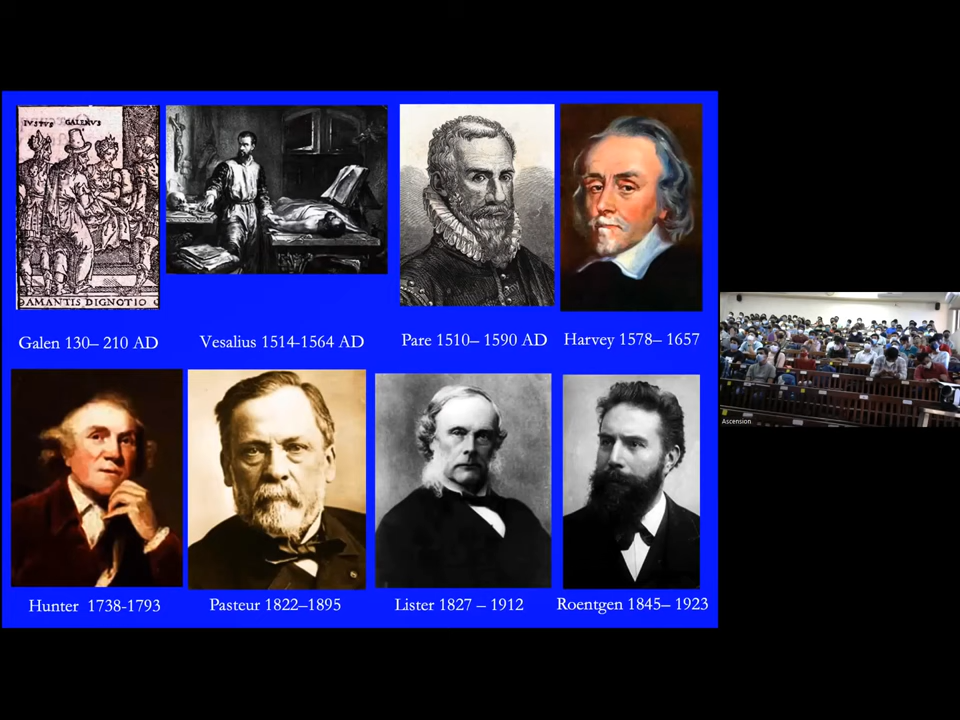 IVSTVS GALENVS
AMANTIS DIGNOTIO
Galen 130– 210 AD
Vesalius 1514-1564 AD
Pare 1510– 1590 AD
Harvey 1578– 1657
Ascension
Hunter 1738-1793
Pasteur 1822–1895
Lister 1827 – 1912
Roentgen 1845– 1923